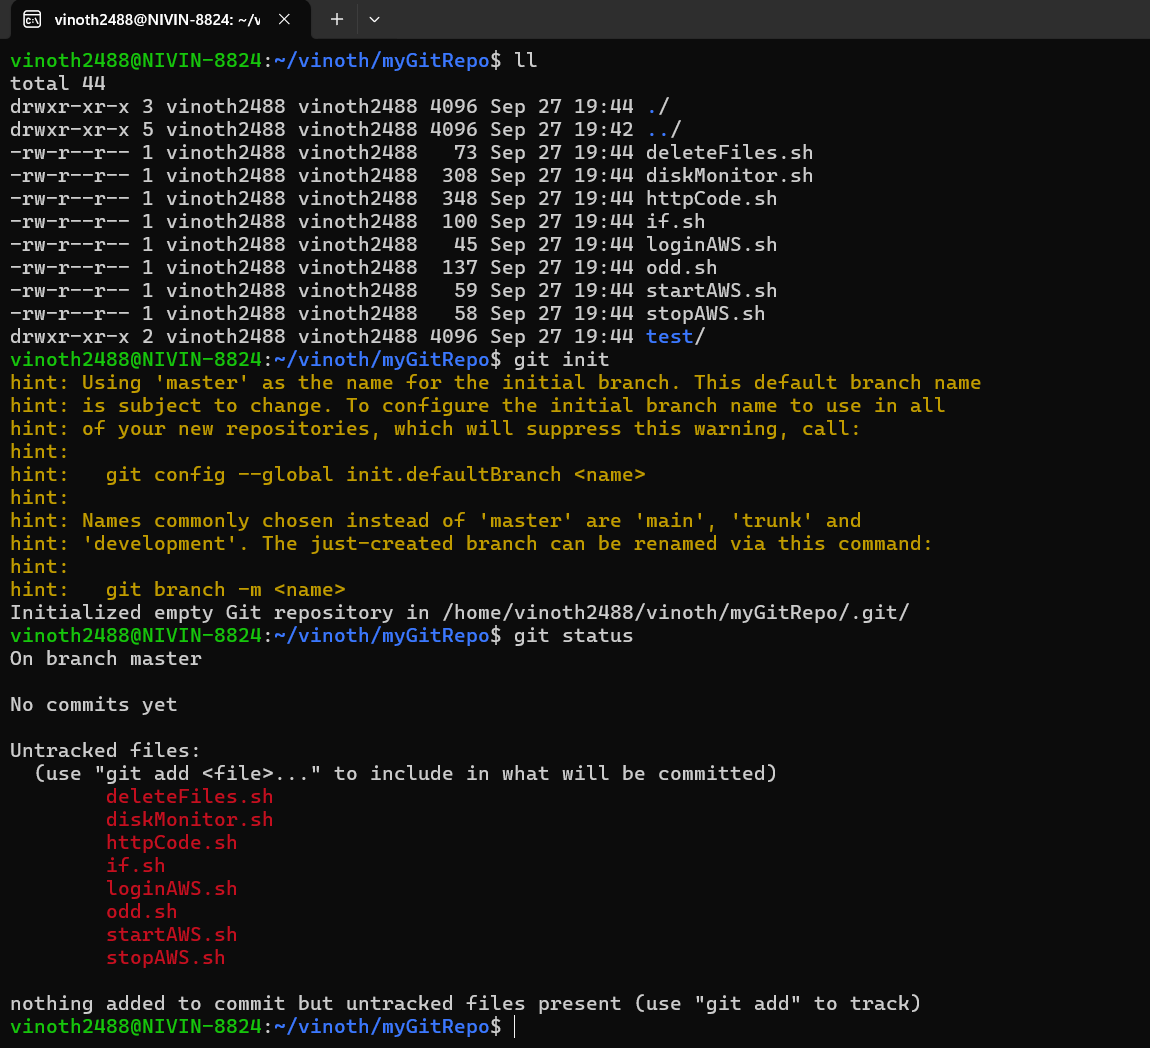 vinoth2488@NIVIN-8824: ~/v
vinoth2488@NIVIN-8824:~/vinoth/myGitRepo$ ll
total 44
drwxr-xr-x 3 vinoth2488 vinoth2488 4096 Sep 27 19:44 ./
drwxr-xr-x 5 vinoth2488 vinoth2488 4096 Sep 27 19:42 ../
-rw-r--r-- 1 vinoth2488 vinoth2488   73 Sep 27 19:44 deleteFiles.sh
-rw-r--r-- 1 vinoth2488 vinoth2488  308 Sep 27 19:44 diskMonitor.sh
-rw-r--r-- 1 vinoth2488 vinoth2488  348 Sep 27 19:44 httpCode.sh
-rw-r--r-- 1 vinoth2488 vinoth2488  100 Sep 27 19:44 if.sh
-rw-r--r-- 1 vinoth2488 vinoth2488   45 Sep 27 19:44 loginAWS.sh
-rw-r--r-- 1 vinoth2488 vinoth2488  137 Sep 27 19:44 odd.sh
-rw-r--r-- 1 vinoth2488 vinoth2488   59 Sep 27 19:44 startAWS.sh
-rw-r--r-- 1 vinoth2488 vinoth2488   58 Sep 27 19:44 stopAWS.sh
drwxr-xr-x 2 vinoth2488 vinoth2488 4096 Sep 27 19:44 test/
vinoth2488@NIVIN-8824:~/vinoth/myGitRepo$ git init
hint: Using 'master' as the name for the initial branch. This default branch name
hint: is subject to change. To configure the initial branch name to use in all
hint: of your new repositories, which will suppress this warning, call:
hint:
hint:   git config --global init.defaultBranch <name>
hint:
hint: Names commonly chosen instead of 'master' are 'main', 'trunk' and
hint: 'development'. The just-created branch can be renamed via this command:
hint:
hint:   git branch -m <name>
Initialized empty Git repository in /home/vinoth2488/vinoth/myGitRepo/.git/
vinoth2488@NIVIN-8824:~/vinoth/myGitRepo$ git status
On branch master

No commits yet

Untracked files:
  (use "git add <file>..." to include in what will be committed)
        deleteFiles.sh
        diskMonitor.sh
        httpCode.sh
        if.sh
        loginAWS.sh
        odd.sh
        startAWS.sh
        stopAWS.sh

nothing added to commit but untracked files present (use "git add" to track)
vinoth2488@NIVIN-8824:~/vinoth/myGitRepo$